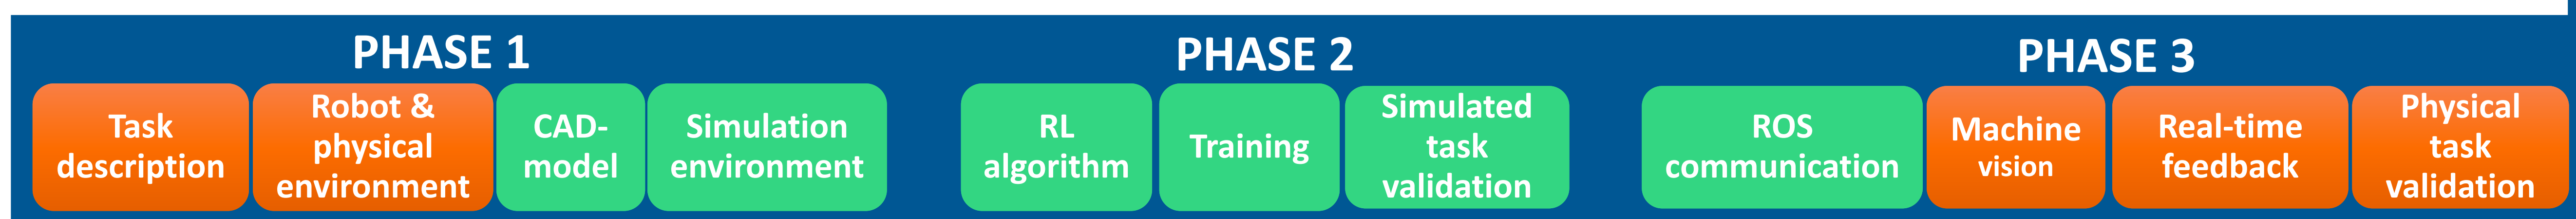 PHASE 1
Task
description
Robot &
physical
environment
CAD-
model
Simulation
environment
PHASE 2
RL
algorithm
Training
Simulated
task
validation
PHASE 3
ROS
communication
Machine
vision
Real-time
feedback
Physical
task
validation